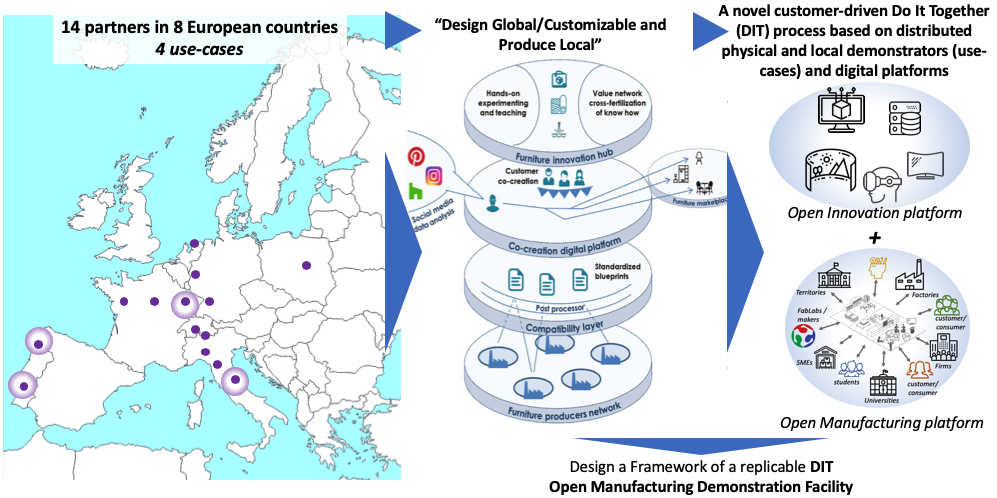 14 partners in 8 European countries
4 use-cases
“Design Global/Customizable and
Produce Local”
Hands-on
experimenting
and teaching
Value network
cross-fertilization
of know how
Furniture innovation hub
Social media
data analysis
Customer
co-creation
Furniture marketplac
Co-creation digital platform
Standardized
blueprints
Post processor
Compatibility layer
Furniture producers network
A novel customer-driven Do It Together
(DIT) process based on distributed
physical and local demonstrators (use-
cases) and digital platforms
Open Innovation platform
+
Territories
Factories
FabLabs /
makers
customer/
consumer
SMEs
Firms
students
Universities
customer/
consumer
Open Manufacturing platform
Design a Framework of a replicable DIT
Open Manufacturing Demonstration Facility